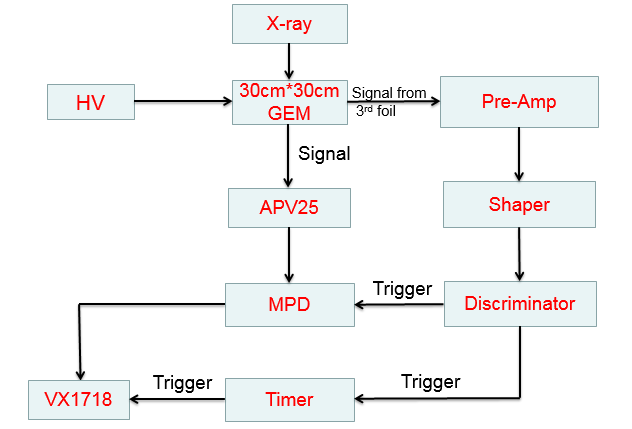 X-ray
HV
30cm*30cm
GEM
Signal from
3rd foil
Pre-Amp
Signal
APV25
Shaper
MPD
Trigger
Discriminator
VX1718
Trigger
Timer
Trigger